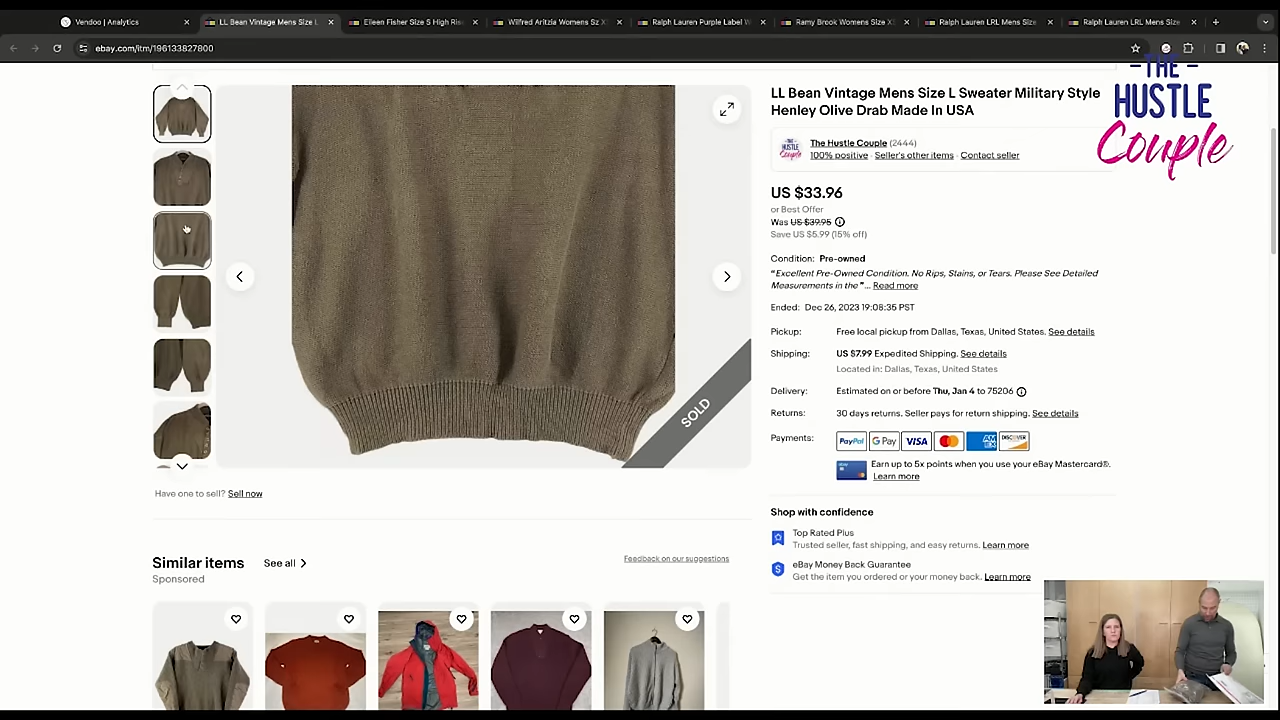 Vendoo | Analytics
LL Bean Vintage Mens Size L
Eileen Fisher Size S High Ris
Wilfred Aritzia Womens Sz X
Ralph Lauren Purple Label W
Ramy Brook Womens Size X
Ralph Lauren LRL Mens Size
Ralph Lauren LRL Mens Size
ebay.com/itm/196133827800
-THE-
HUSTLE
Couple
LL Bean Vintage Mens Size L Sweater Military Style
Henley Olive Drab Made In USA
The Hustle Couple (2444)
100% positive · Seller's other items · Contact seller
US $33.96
or Best Offer
Was US $39.95
Save US $5.99 (15% off)
Condition: Pre-owned
“Excellent Pre-Owned Condition. No Rips, Stains, or Tears. Please See Detailed
Measurements in the ” ... Read more
Ended: Dec 26, 2023 19:08:35 PST
Pickup: Free local pickup from Dallas, Texas, United States. See details
Shipping: US $7.99 Expedited Shipping. See details
Located in: Dallas, Texas, United States
Delivery: Estimated on or before Thu, Jan 4 to 75206
Returns: 30 days returns. Seller pays for return shipping. See details
Payments: PayPal G Pay VISA mastercard AM EX DISCOVER
Earn up to 5x points when you use your eBay Mastercard®.
Learn more
SOLD
Have one to sell? Sell now
Shop with confidence
Top Rated Plus
Trusted seller, fast shipping, and easy returns. Learn more
eBay Money Back Guarantee
Get the item you ordered or your money back. Learn more
Similar items See all
Feedback on our suggestions
Sponsored